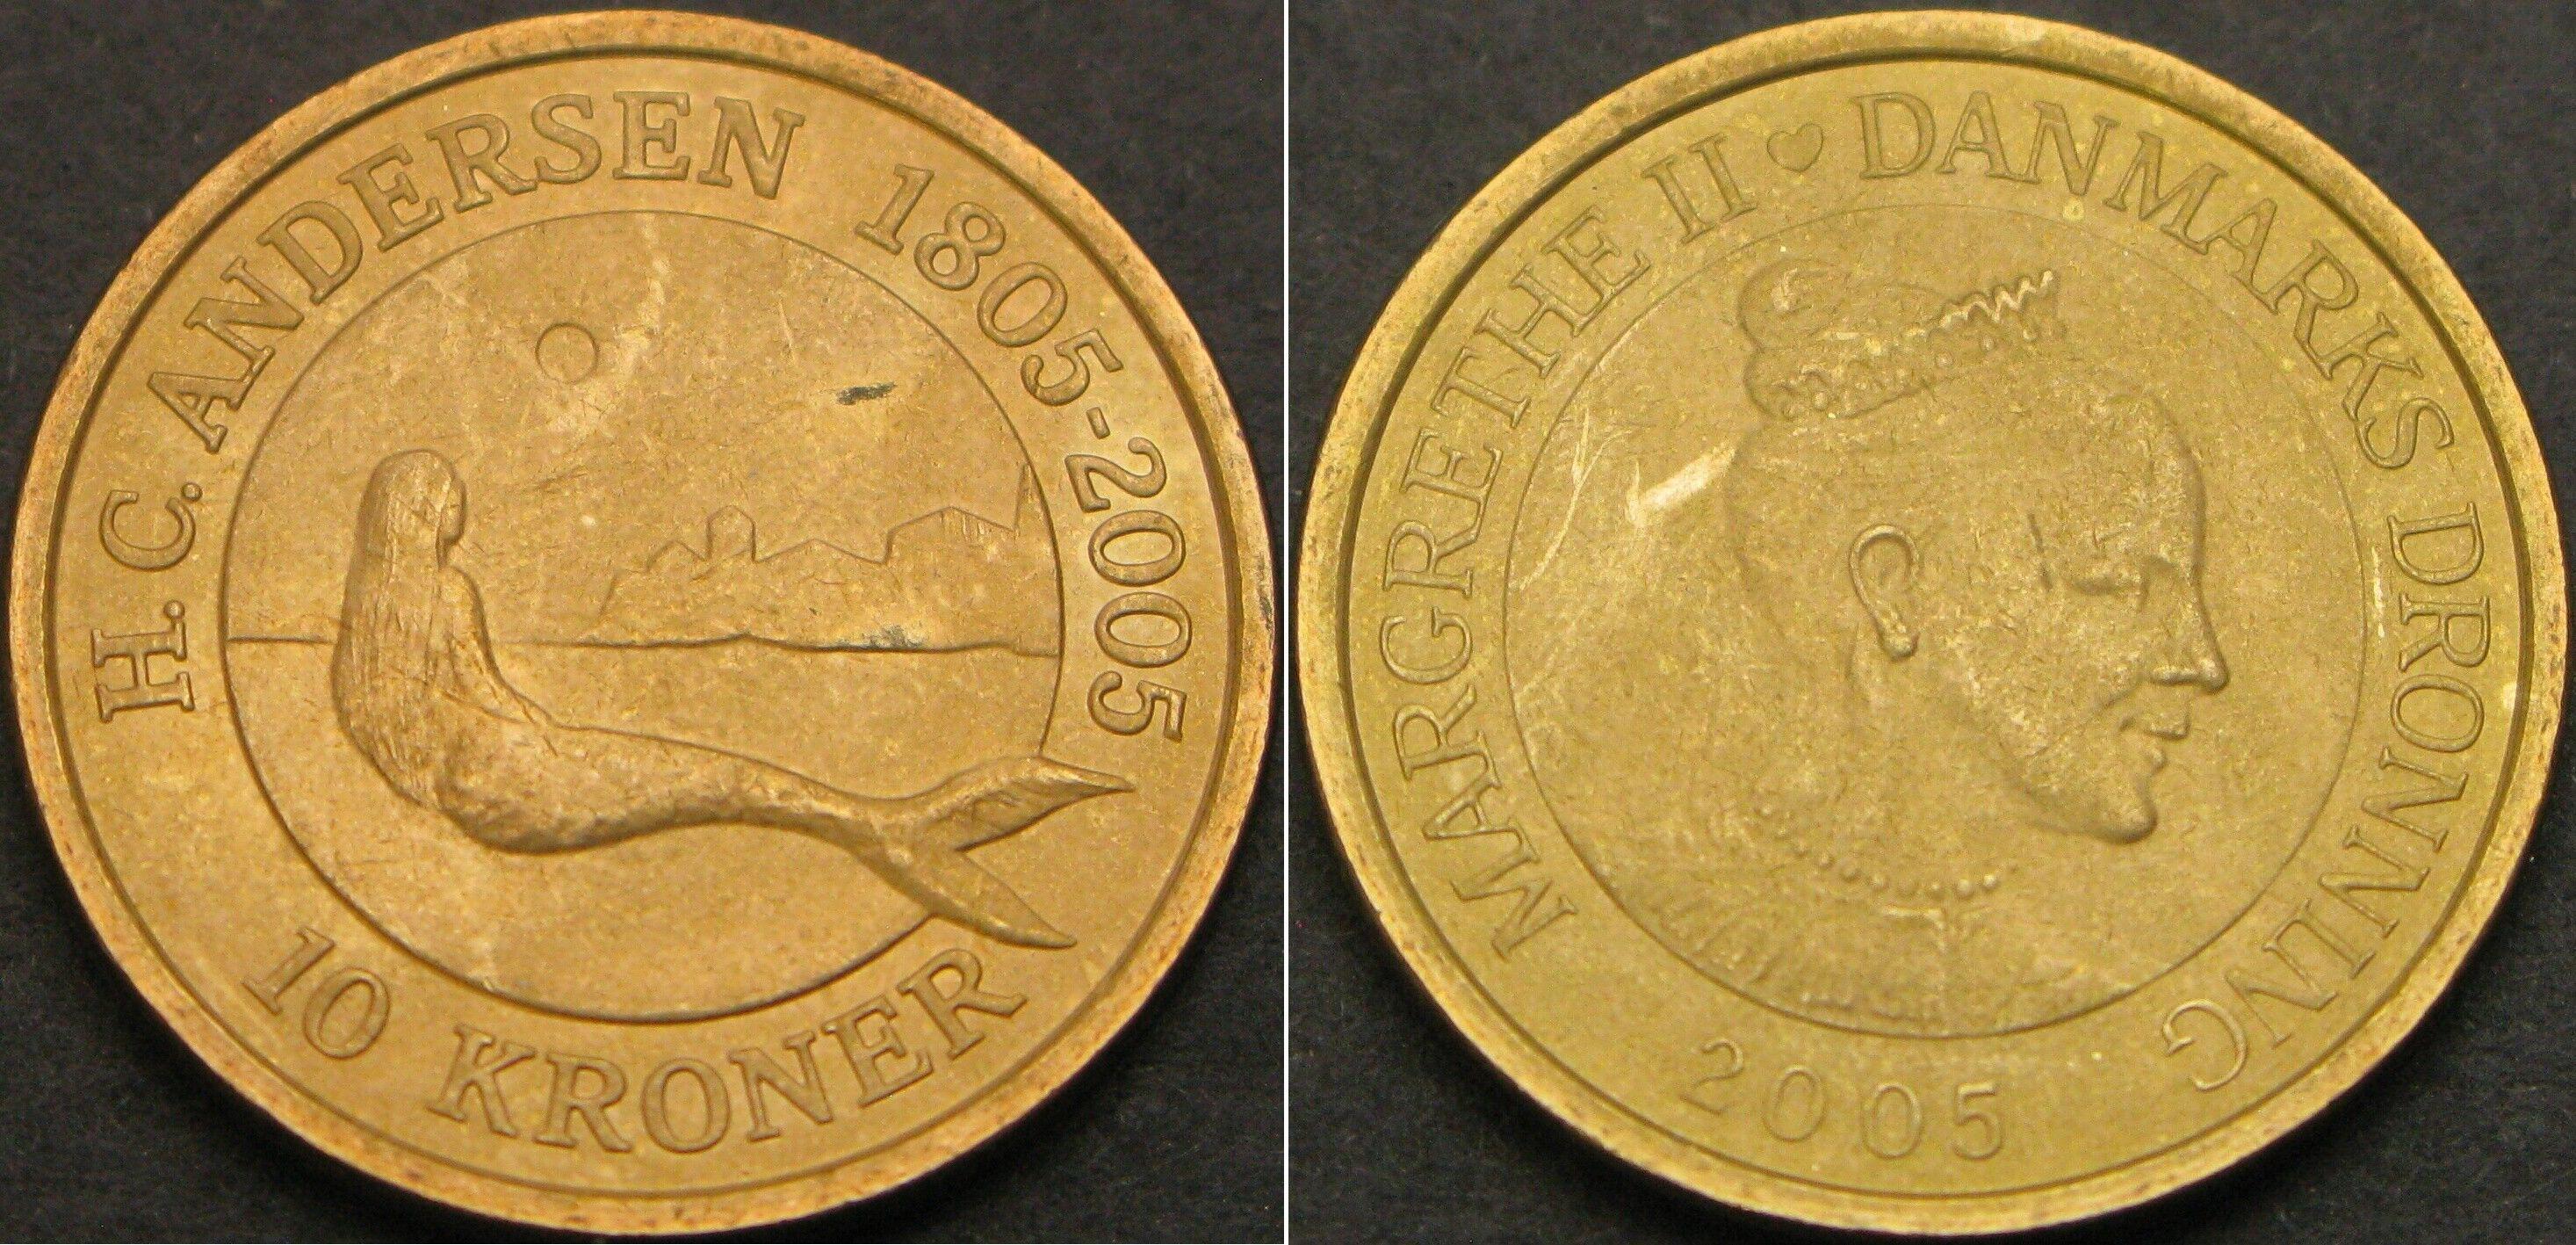 H. C. ANDERSEN 1805-2005
10 KRONER
MARGRETHE II ♥ DANMARKS DRONNING
2005